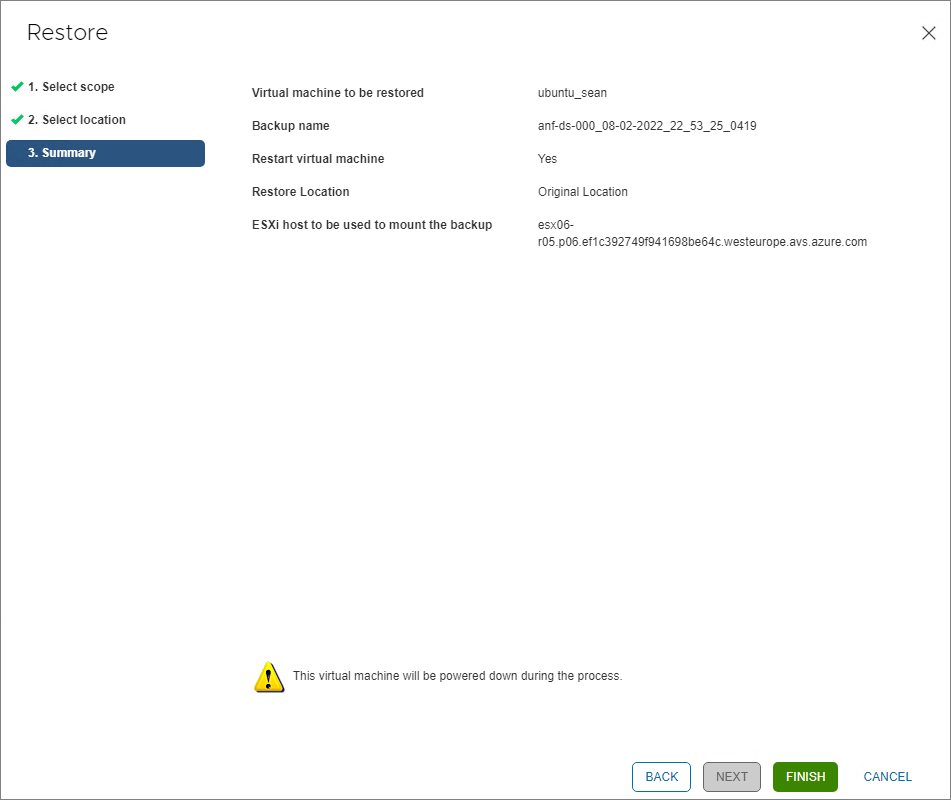 Restore
1. Select scope
2. Select location
3. Summary
Virtual machine to be restored ubuntu_sean
Backup name anf-ds-000_08-02-2022_22_53_25_0419
Restart virtual machine Yes
Restore Location Original Location
ESXi host to be used to mount the backup esx06-
r05.p06.ef1c392749f941698be64c.westeurope.avs.azure.com
This virtual machine will be powered down during the process.
BACK NEXT FINISH CANCEL